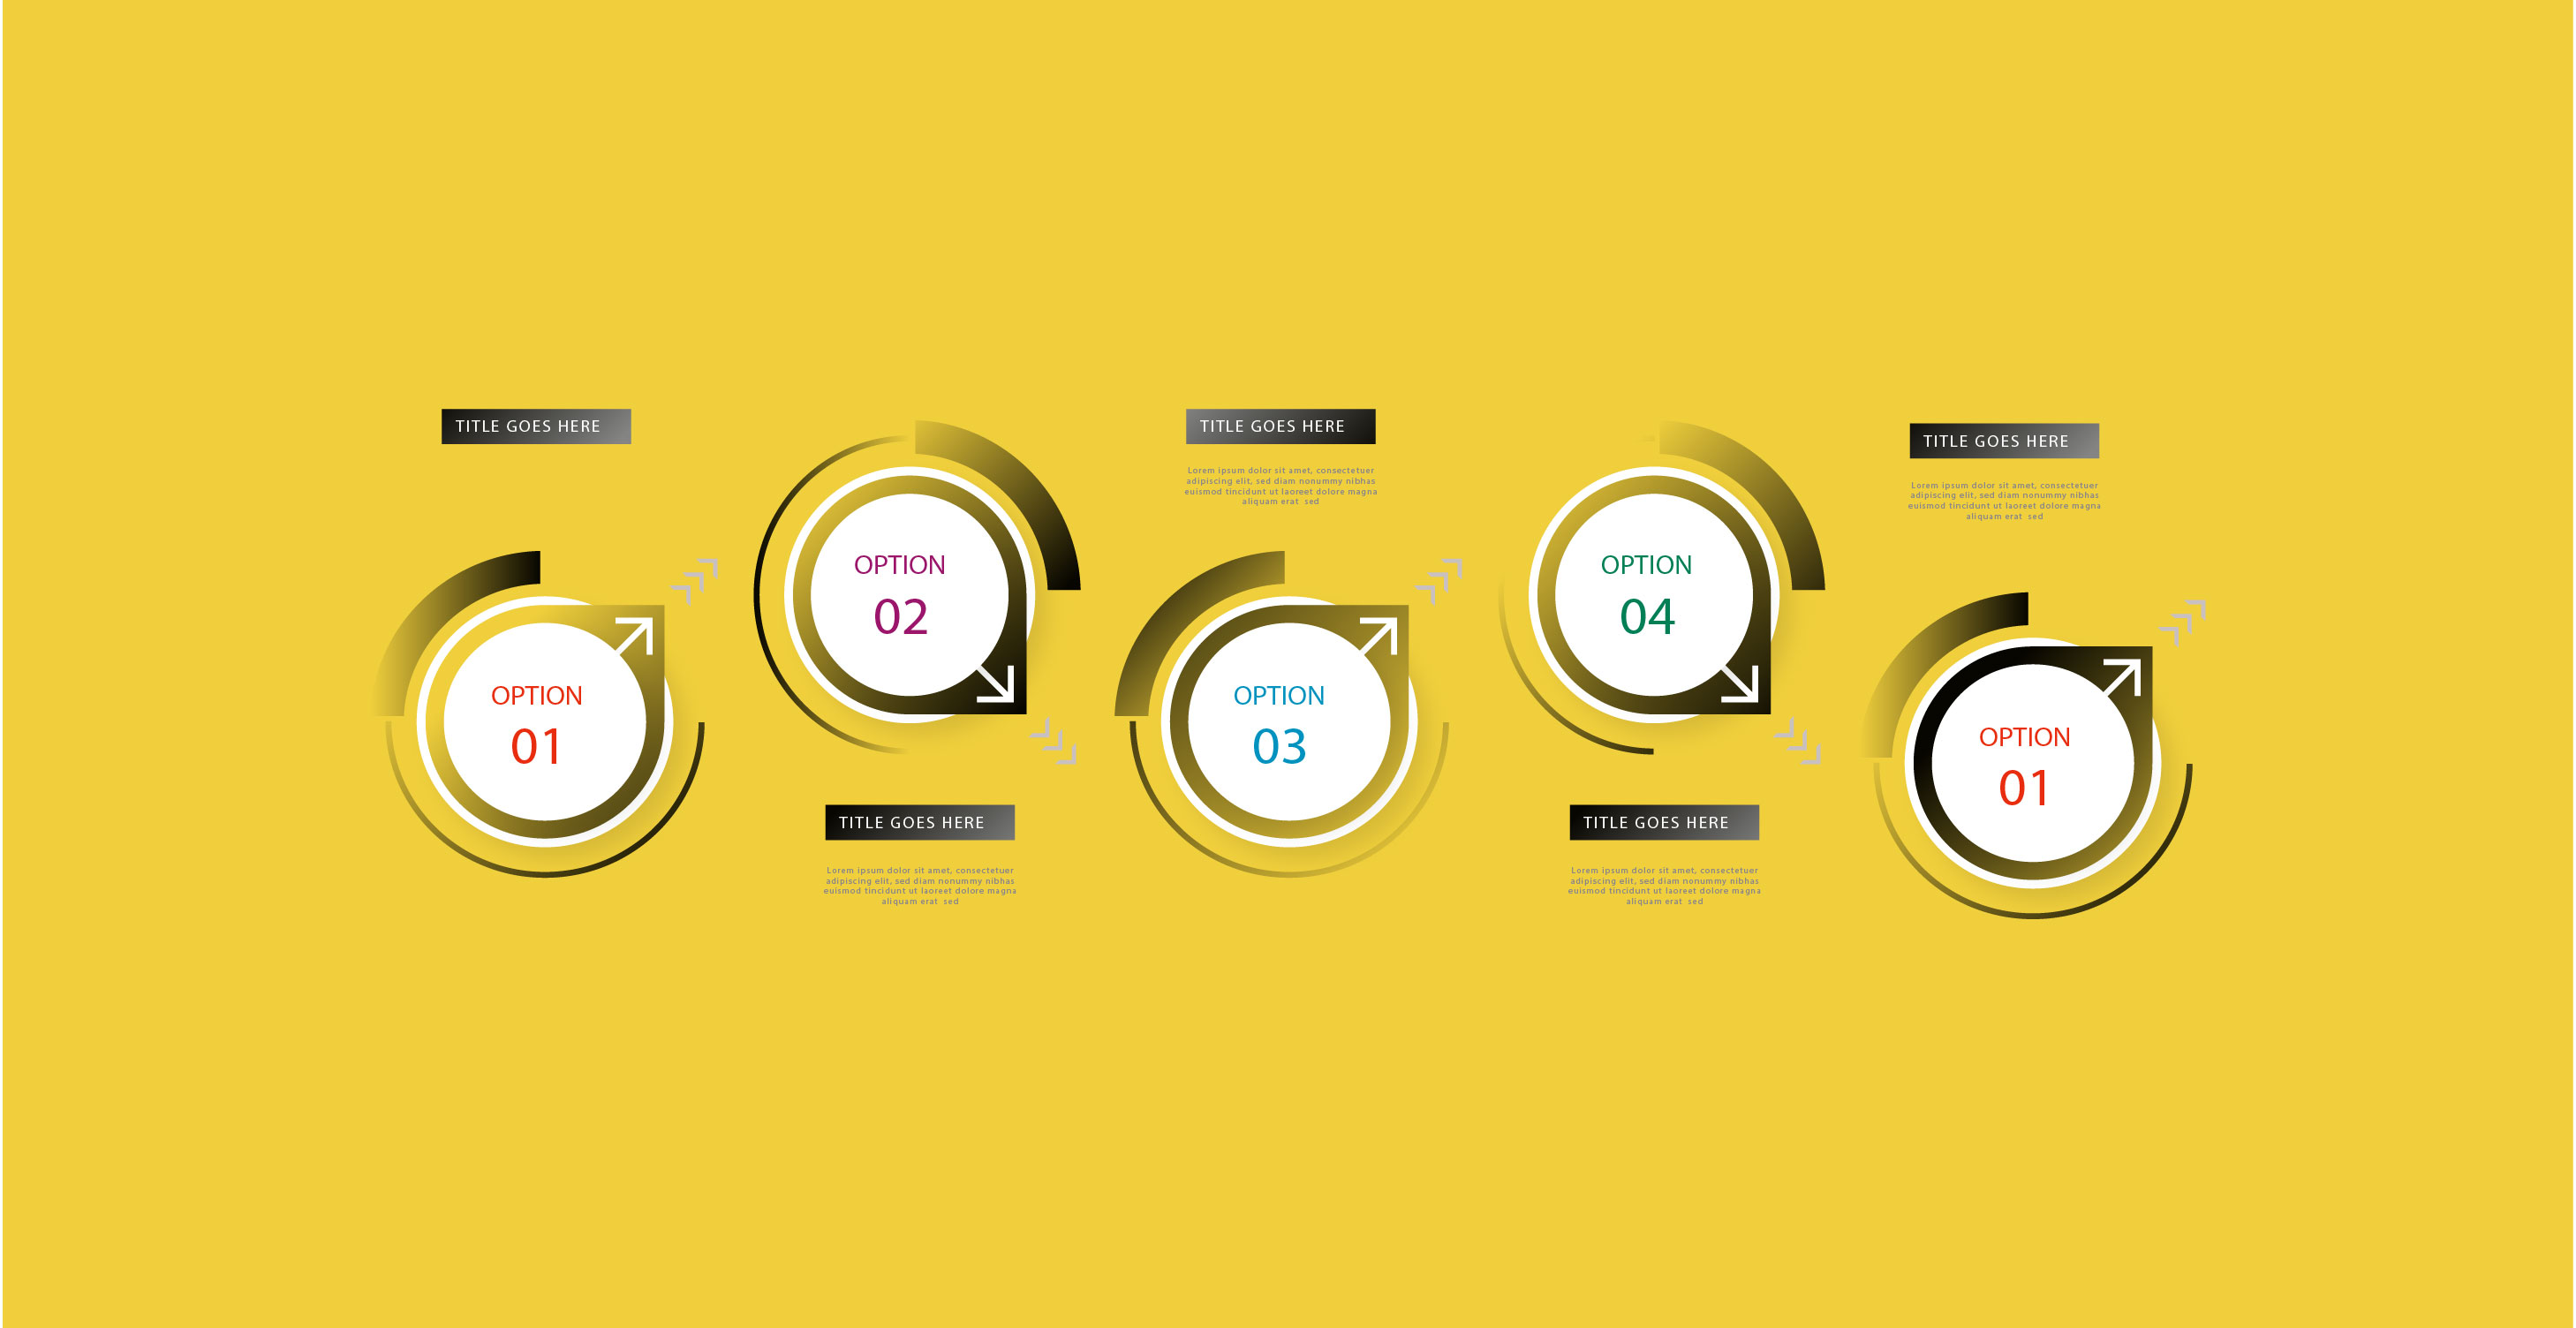 TITLE GOES HERE
OPTION
01
OPTION
02
TITLE GOES HERE
Lorem ipsum dolor sit amet, consectetuer
adipiscing elit, sed diam nonummy nibhas
euismod tincidunt ut laoreet dolore magna
aliquam erat sed
TITLE GOES HERE
Lorem ipsum dolor sit amet, consectetuer
adipiscing elit, sed diam nonummy nibhas
euismod tincidunt ut laoreet dolore magna
aliquam erat sed
OPTION
03
OPTION
04
TITLE GOES HERE
Lorem ipsum dolor sit amet, consectetuer
adipiscing elit, sed diam nonummy nibhas
euismod tincidunt ut laoreet dolore magna
aliquam erat sed
TITLE GOES HERE
Lorem ipsum dolor sit amet, consectetuer
adipiscing elit, sed diam nonummy nibhas
euismod tincidunt ut laoreet dolore magna
aliquam erat sed
OPTION
01